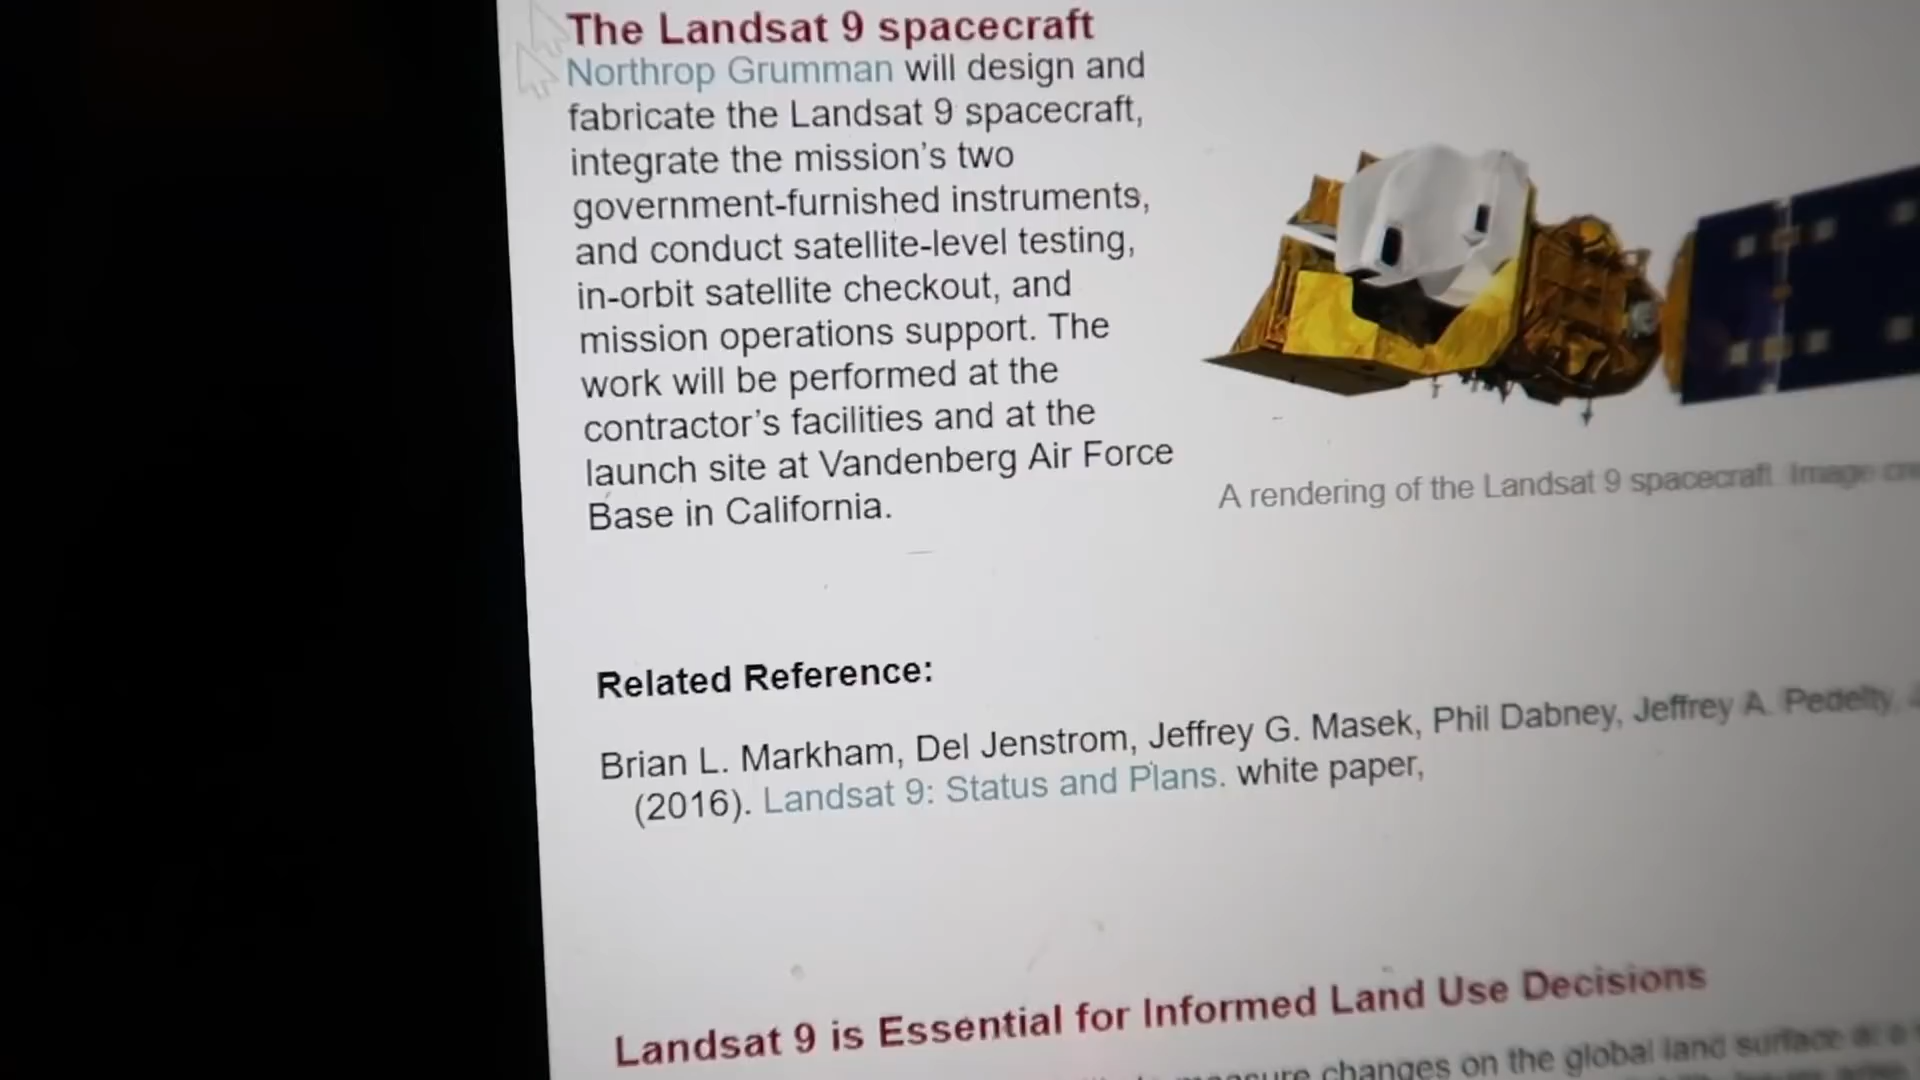 The Landsat 9 spacecraft
Northrop Grumman will design and
fabricate the Landsat 9 spacecraft,
integrate the mission's two
government-furnished instruments,
and conduct satellite-level testing,
in-orbit satellite checkout, and
mission operations support. The
work will be performed at the
contractor's facilities and at the
launch site at Vandenberg Air Force
Base in California.
A rendering of the Landsat 9 spacecraft. Image
Related Reference:
Brian L. Markham, Del Jenstrom, Jeffrey G. Masek, Phil Dabney, Jeffrey A. Pedelty,
(2016). Landsat 9: Status and Plans. white paper,
Landsat 9 is Essential for Informed Land Use Decisions
measure changes on the global land surface at a